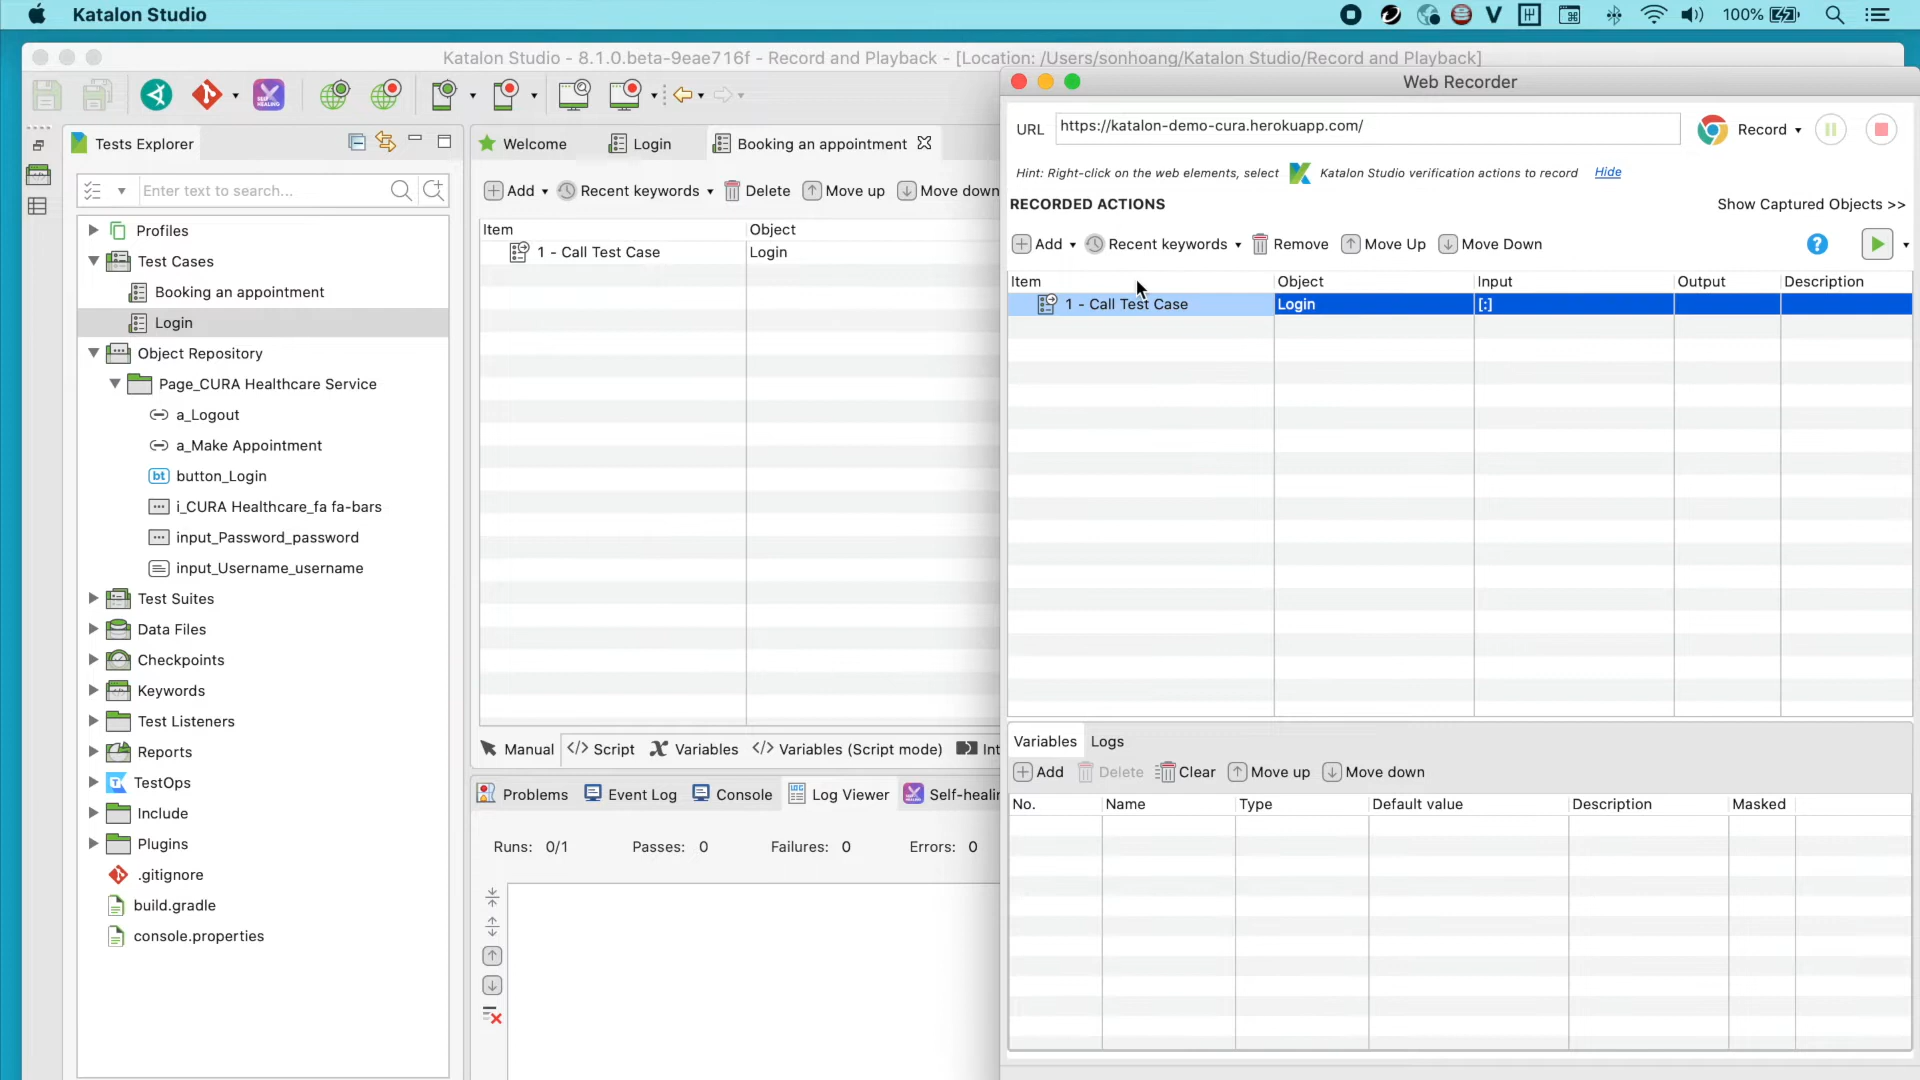 Katalon Studio
100%
Katalon Studio - 8.1.0.beta-9eae716f - Record and Playback - [Location: /Users/sonhoang/Katalon Studio/Record and Playback]
SELF HEALING
Tests Explorer
Enter text to search...
Profiles
Test Cases
Booking an appointment
Login
Object Repository
Page_CURA Healthcare Service
a_Logout
a_Make Appointment
bt button_Login
i_CURA Healthcare_fa fa-bars
input_Password_password
input_Username_username
Test Suites
Data Files
Checkpoints
Keywords
Test Listeners
Reports
TestOps
Include
Plugins
.gitignore
build.gradle
console.properties
Welcome Login Booking an appointment
Add Recent keywords Delete Move up Move down
Item Object
1 - Call Test Case Login
Manual </> Script X Variables </> Variables (Script mode) Int
Problems Event Log Console Log Viewer Self-healin
Runs: 0/1 Passes: 0 Failures: 0 Errors: 0
Web Recorder
URL https://katalon-demo-cura.herokuapp.com/ Record
Hint: Right-click on the web elements, select Katalon Studio verification actions to record Hide
RECORDED ACTIONS Show Captured Objects >>
Add Recent keywords Remove Move Up Move Down ?
Item Object Input Output Description
1 - Call Test Case Login [:]
Variables Logs
Add Delete Clear Move up Move down
No. Name Type Default value Description Masked